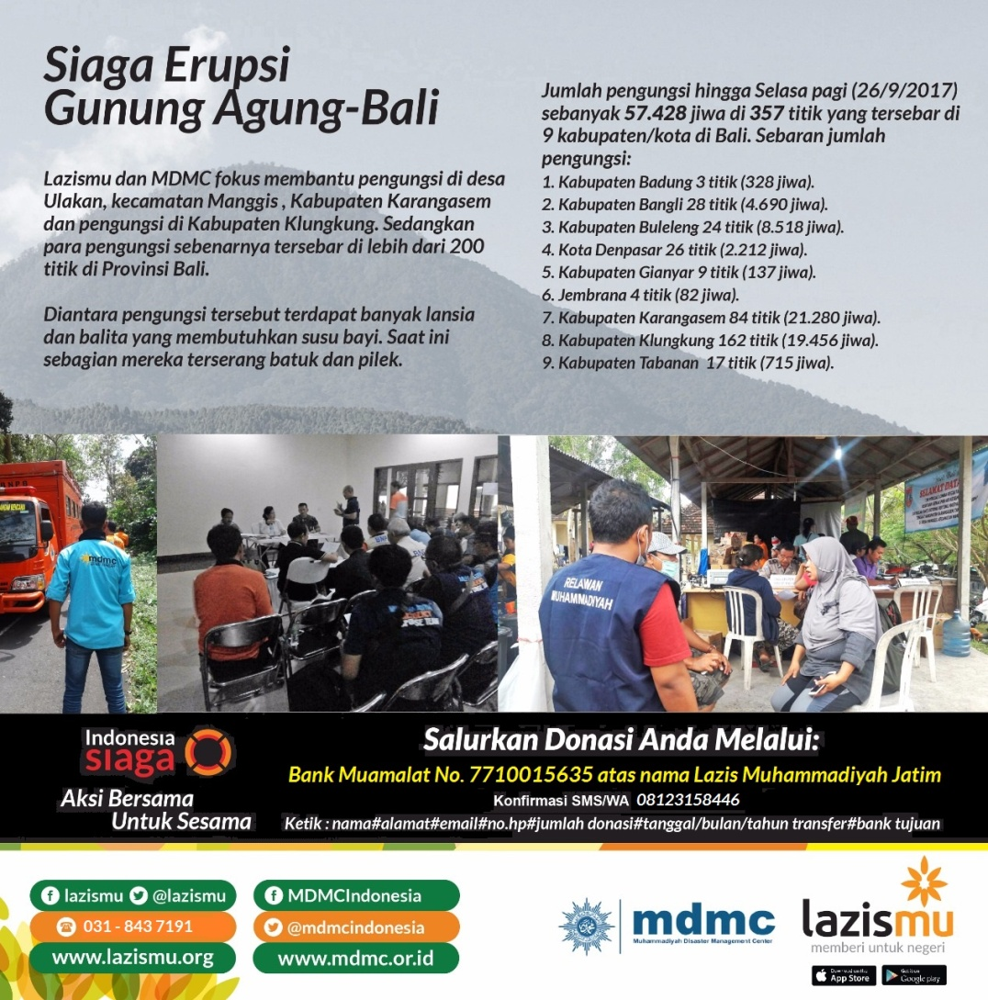 Siaga Erupsi
Gunung Agung-Bali
Lazismu dan MDMC fokus membantu pengungsi di desa
Ulakan, kecamatan Manggis , Kabupaten Karangasem
dan pengungsi di Kabupaten Klungkung. Sedangkan
para pengungsi sebenarnya tersebar di lebih dari 200
titik di Provinsi Bali.
Diantara pengungsi tersebut terdapat banyak lansia
dan balita yang membutuhkan susu bayi. Saat ini
sebagian mereka terserang batuk dan pilek.
Jumlah pengungsi hingga Selasa pagi (26/9/2017)
sebanyak 57.428 jiwa di 357 titik yang tersebar di
9 kabupaten/kota di Bali. Sebaran jumlah
pengungsi:
1. Kabupaten Badung 3 titik (328 jiwa).
2. Kabupaten Bangli 28 titik (4.690 jiwa).
3. Kabupaten Buleleng 24 titik (8.518 jiwa).
4. Kota Denpasar 26 titik (2.212 jiwa).
5. Kabupaten Gianyar 9 titik (137 jiwa).
6. Jembrana 4 titik (82 jiwa).
7. Kabupaten Karangasem 84 titik (21.280 jiwa).
8. Kabupaten Klungkung 162 titik (19.456 jiwa).
9. Kabupaten Tabanan 17 titik (715 jiwa).
mdmc
RELAWAN
MUHAMMADIYAH
Indonesia
siaga
Aksi Bersama
Untuk Sesama
Salurkan Donasi Anda Melalui:
Bank Muamalat No. 7710015635 atas nama Lazis Muhammadiyah Jatim
Konfirmasi SMS/WA 08123158446
Ketik : nama#alamat#email#no.hp#jumlah donasi#tanggal/bulan/tahun transfer#bank tujuan
lazismu @lazismu
031 - 843 7191
www.lazismu.org
MDMCIndonesia
@mdmcindonesia
www.mdmc.or.id
mdmc
Muhammadiyah Disaster Management Center
lazismu
memberi untuk negeri
Download on the
App Store
Get it on
Google play